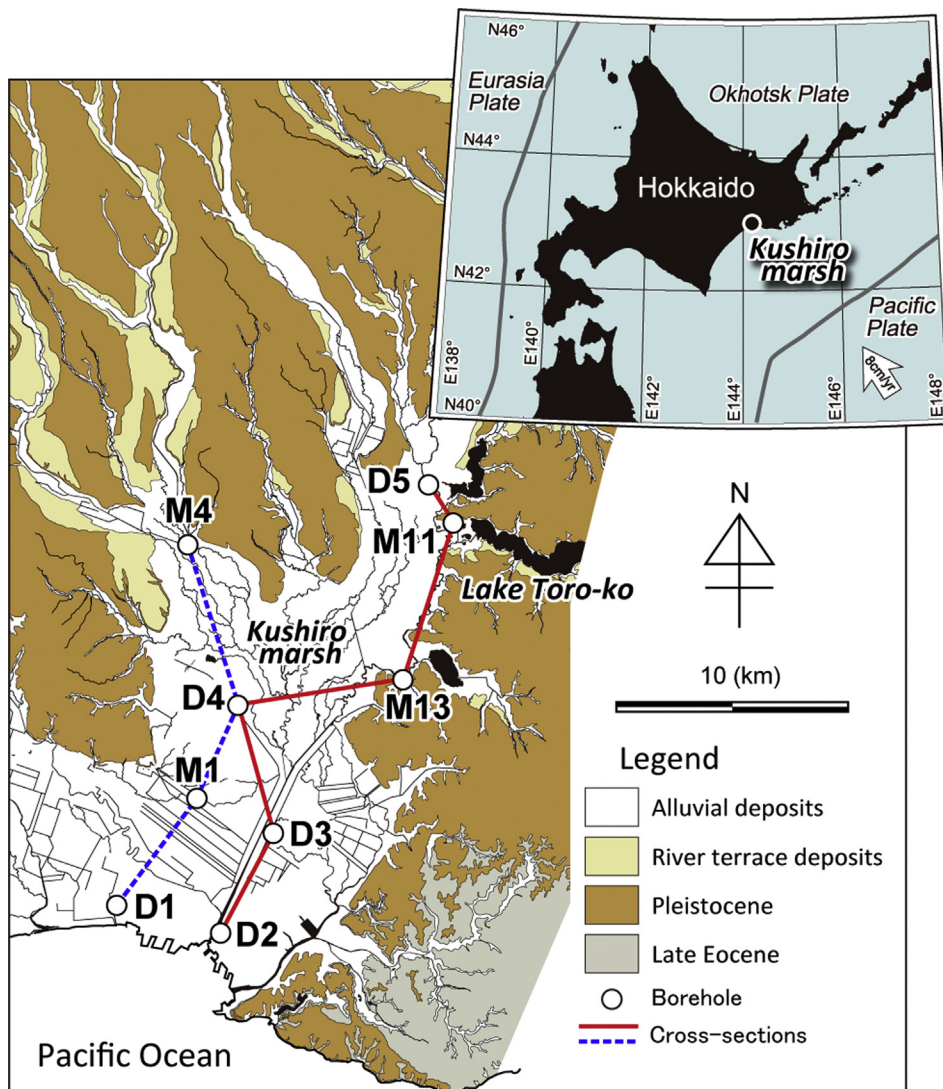 N46°
Eurasia
Plate
Okhotsk Plate
N44°
Hokkaido
Kushiro
marsh
N42°
Pacific
Plate
8cm/yr
E138°
E140°
N40°
E142°
E144°
E146°
E148°
D5
M4
M11
Lake Toro-ko
Kushiro
marsh
N
D4
M13
10 (km)
M1
D3
D1
D2
Legend
Alluvial deposits
River terrace deposits
Pleistocene
Late Eocene
Borehole
Cross-sections
Pacific Ocean